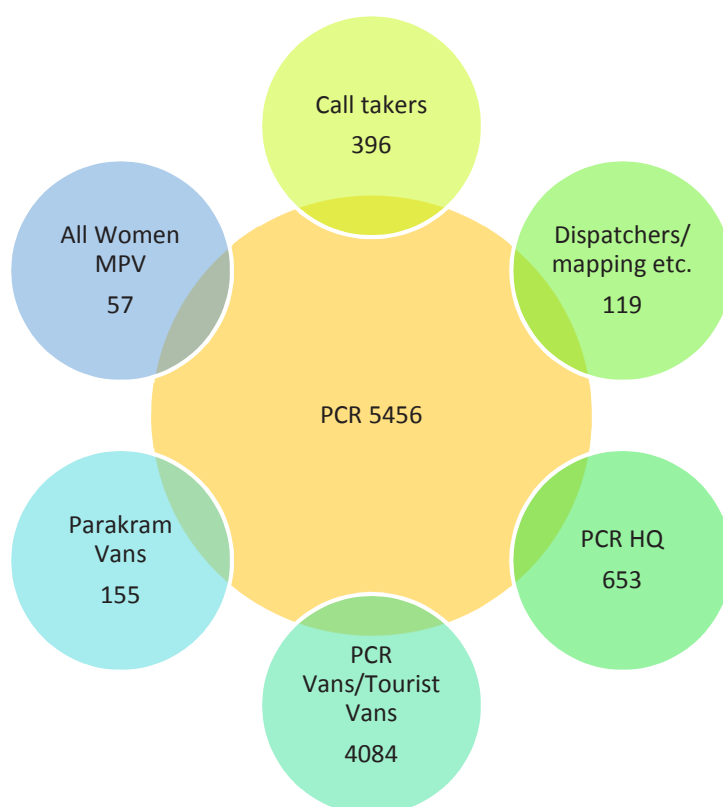 Call takers
396
Dispatchers/
mapping etc.
119
PCR HQ
653
PCR
Vans/Tourist
Vans
4084
Parakram
Vans
155
All Women
MPV
57
PCR 5456